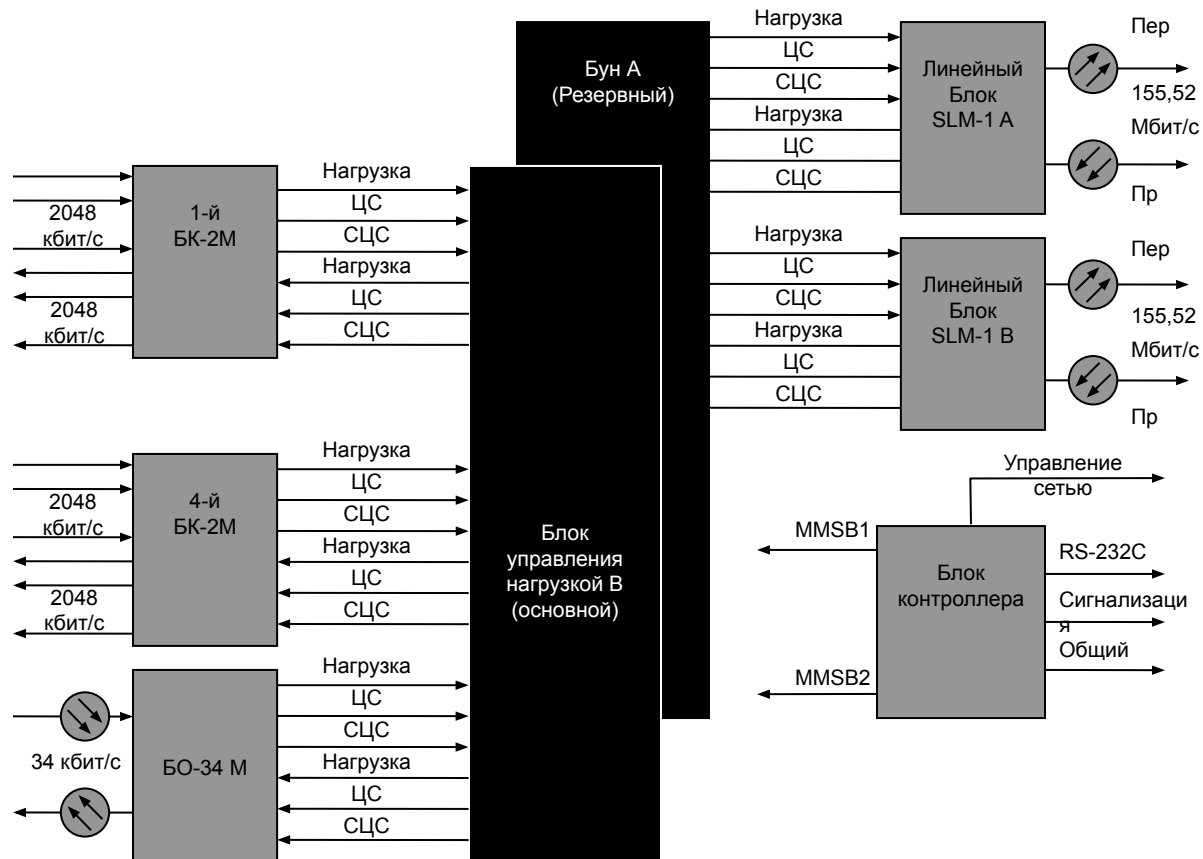 Бун А
(Резервный)
Нагрузка
ЦС
СЦС
Нагрузка
ЦС
СЦС
Линейный
Блок
SLM-1 А
Пер
155,52
Мбит/с
Пр
2048
кбит/с
2048
кбит/с
1-й
БК-2М
Нагрузка
ЦС
СЦС
Нагрузка
ЦС
СЦС
Нагрузка
ЦС
СЦС
Нагрузка
ЦС
СЦС
Линейный
Блок
SLM-1 В
Пер
155,52
Мбит/с
Пр
2048
кбит/с
2048
кбит/с
4-й
БК-2М
Нагрузка
ЦС
СЦС
Нагрузка
ЦС
СЦС
Блок
управления
нагрузкой В
(основной)
Управление
сетью
MMSB1
MMSB2
Блок
контроллера
RS-232C
Сигнализаци
я
Общий
34 кбит/с
БО-34 М
Нагрузка
ЦС
СЦС
Нагрузка
ЦС
СЦС